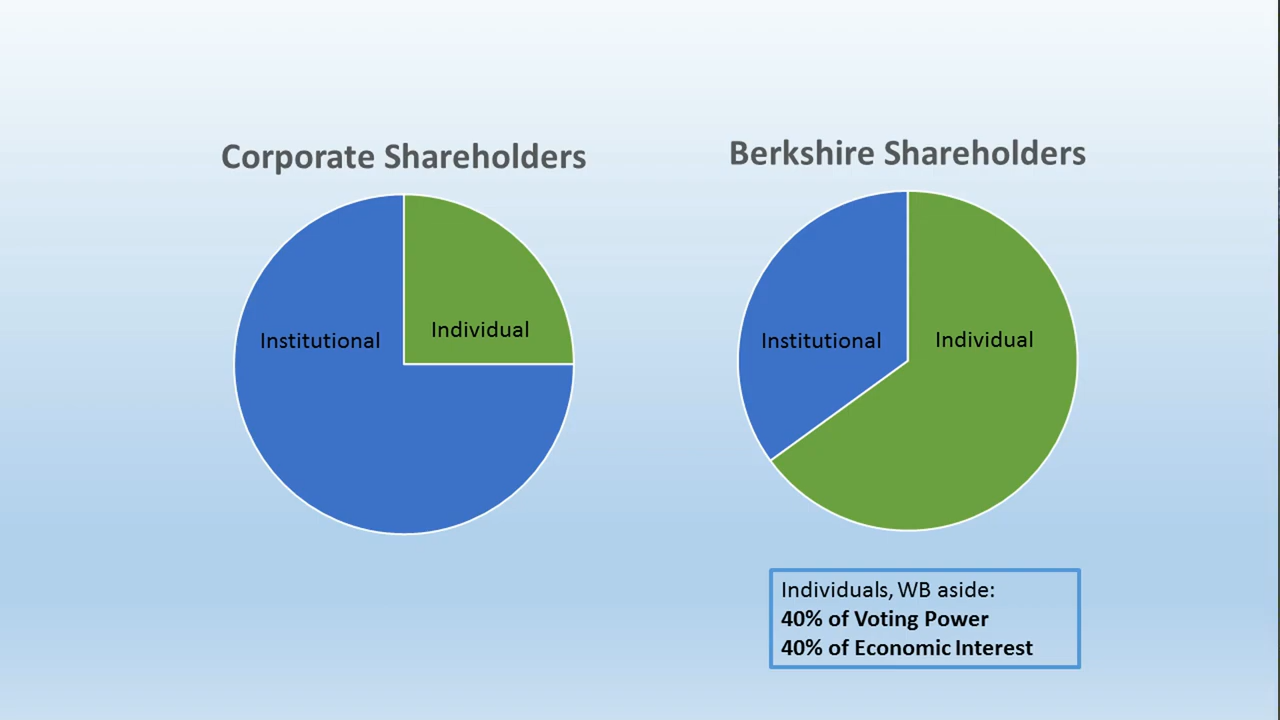 Corporate Shareholders
Institutional
Individual
Berkshire Shareholders
Institutional
Individual
Individuals, WB aside:
40% of Voting Power
40% of Economic Interest